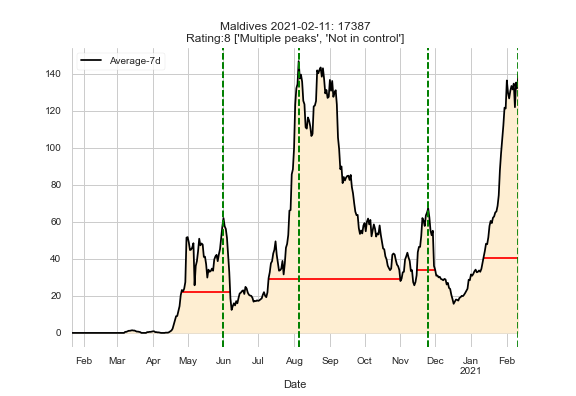 Maldives 2021-02-11: 17387
Rating:8 ['Multiple peaks', 'Not in control']
Average-7d
140
120
100
80
60
40
20
0
Feb Mar Apr May Jun Jul Aug Sep Oct Nov Dec Jan Feb
2021
Date